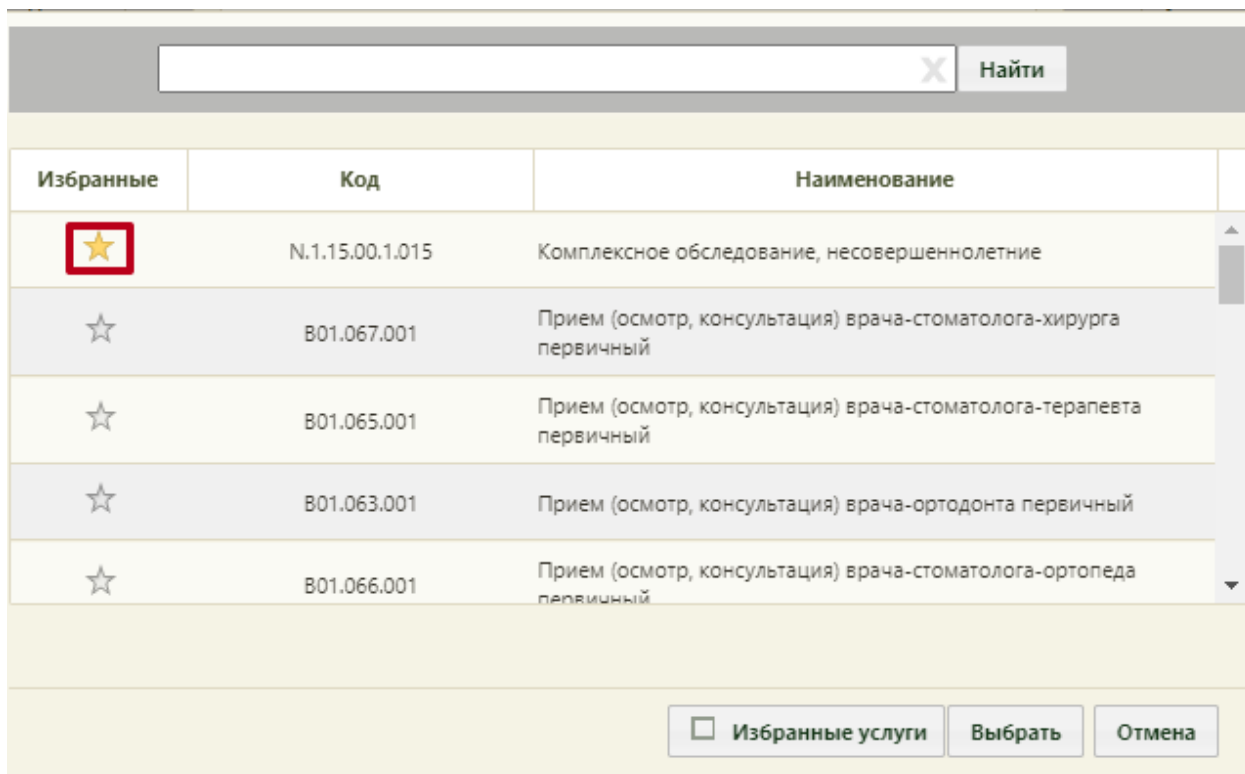 Найти
Избранные Код Наименование
N.1.15.00.1.015 Комплексное обследование, несовершеннолетние
B01.067.001 Прием (осмотр, консультация) врача-стоматолога-хирурга
первичный
B01.065.001 Прием (осмотр, консультация) врача-стоматолога-терапевта
первичный
B01.063.001 Прием (осмотр, консультация) врача-ортодонта первичный
B01.066.001 Прием (осмотр, консультация) врача-стоматолога-ортопеда
первичный
Избранные услуги Выбрать Отмена